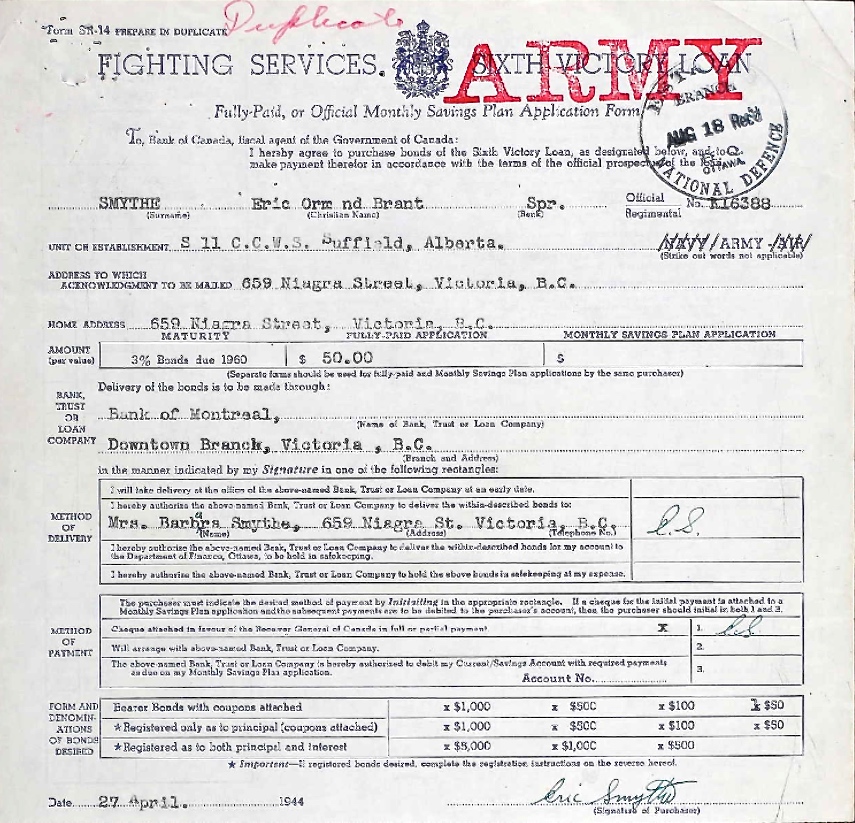 Form SR-14 PREPARE IN DUPLICATE
Duplicate
FIGHTING SERVICES. SIXTH VICTORY LOAN
ARMY
Fully-Paid, or Official Monthly Savings Plan Application Form
BRANCH
AUG 18 Rec'd
OTTAWA
NATIONAL DEFENCE
To, Bank of Canada, fiscal agent of the Government of Canada:
I hereby agree to purchase bonds of the Sixth Victory Loan, as designated below, and to
make payment therefor in accordance with the terms of the official prospectus of the
SMYTHE Eric Orm nd Brant Spr. Official Regimental No. K16388
(Surname) (Christian Name) (Rank)
UNIT OR ESTABLISHMENT S 11 C.C.W.S. Suffield, Alberta. /NAVY/ ARMY /AIR/
(Strike out words not applicable)
ADDRESS TO WHICH
ACKNOWLEDGMENT TO BE MAILED 659 Niagra Street, Victoria, B.C.
HOME ADDRESS 659 Niagra Street, Victoria, B.C.
MATURITY FULLY-PAID APPLICATION MONTHLY SAVINGS PLAN APPLICATION
AMOUNT (par value) 3% Bonds due 1960 $ 50.00 $
(Separate forms should be used for fully-paid and Monthly Savings Plan applications by the same purchaser)
BANK, TRUST OR LOAN COMPANY
Delivery of the bonds is to be made through:
Bank of Montreal,
(Name of Bank, Trust or Loan Company)
Downtown Branch, Victoria , B.C.
(Branch and Address)
in the manner indicated by my Signature in one of the following rectangles:
METHOD OF DELIVERY
I will take delivery at the office of the above-named Bank, Trust or Loan Company at an early date.
I hereby authorize the above-named Bank, Trust or Loan Company to deliver the within-described bonds to:
Mrs. Barbra Smythe, 659 Niagra St. Victoria, B.C. E.S.
(Name) (Address) (Telephone No.)
I hereby authorize the above-named Bank, Trust or Loan Company to deliver the within-described bonds for my account to
the Department of Finance, Ottawa, to be held in safekeeping.
I hereby authorize the above-named Bank, Trust or Loan Company to hold the above bonds in safekeeping at my expense.
METHOD OF PAYMENT
The purchaser must indicate the desired method of payment by Initialling in the appropriate rectangle. If a cheque for the initial payment is attached to a
Monthly Savings Plan application and the subsequent payments are to be debited to the purchaser's account, then the purchaser should initial in both 1 and 3.
Cheque attached in favour of the Receiver General of Canada in full or partial payment. X 1. E.S.
Will arrange with above-named Bank, Trust or Loan Company. 2.
The above-named Bank, Trust or Loan Company is hereby authorized to debit my Current/Savings Account with required payments 3.
as due on my Monthly Savings Plan application. Account No.
FORM AND DENOMINATIONS OF BONDS DESIRED
Bearer Bonds with coupons attached x $1,000 x $500 x $100 1 x $50
★Registered only as to principal (coupons attached) x $1,000 x $500 x $100 x $50
★Registered as to both principal and interest x $5,000 x $1,000 x $500
★ Important—If registered bonds desired, complete the registration instructions on the reverse hereof.
Date 27 April. 1944 Eric Smythe
(Signature of Purchaser)